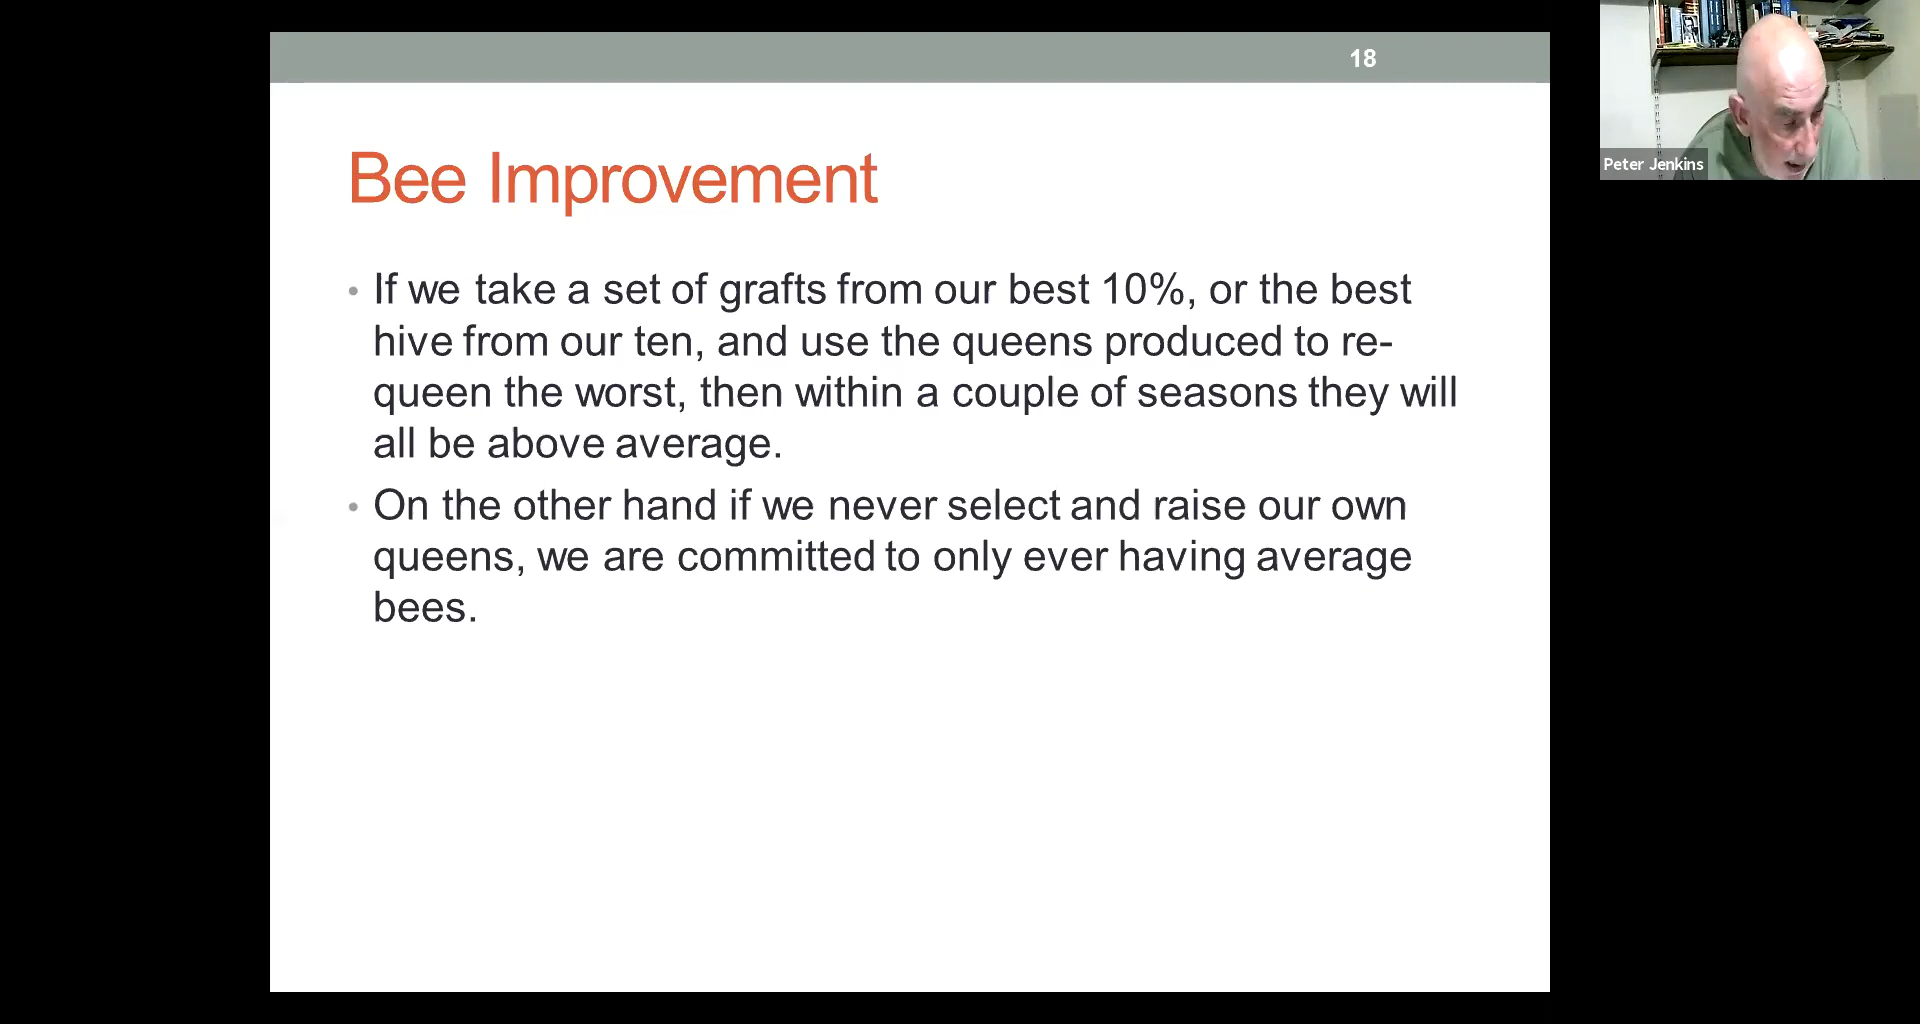 18
Bee Improvement
• If we take a set of grafts from our best 10%, or the best
hive from our ten, and use the queens produced to re-
queen the worst, then within a couple of seasons they will
all be above average.
• On the other hand if we never select and raise our own
queens, we are committed to only ever having average
bees.
Peter Jenkins